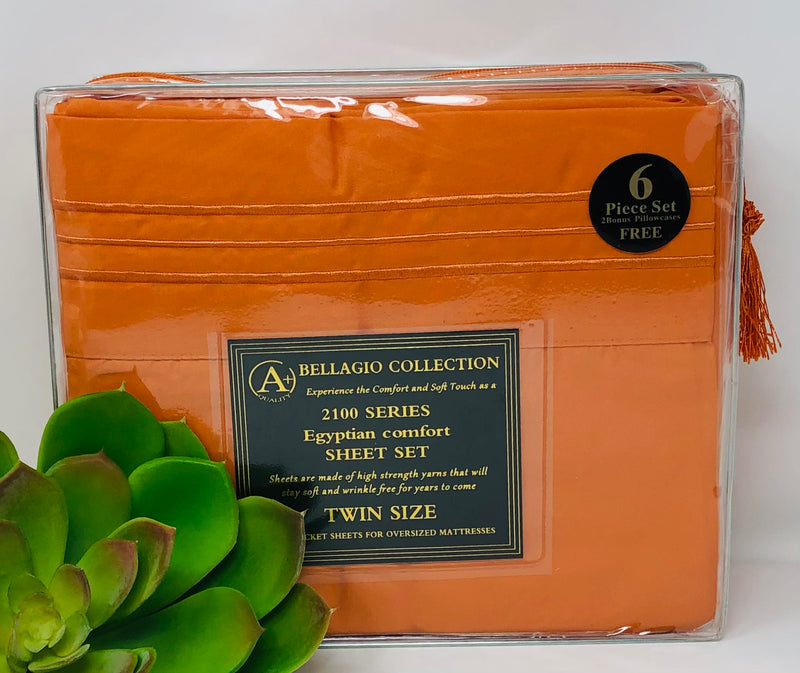 6
Piece Set
2Bonus Pillowcases
FREE
A+
QUALITY
BELLAGIO COLLECTION
Experience the Comfort and Soft Touch as a
2100 SERIES
Egyptian comfort
SHEET SET
Sheets are made of high strength yarns that will
stay soft and wrinkle free for years to come
TWIN SIZE
SHEETS FOR OVERSIZED MATTRESSES